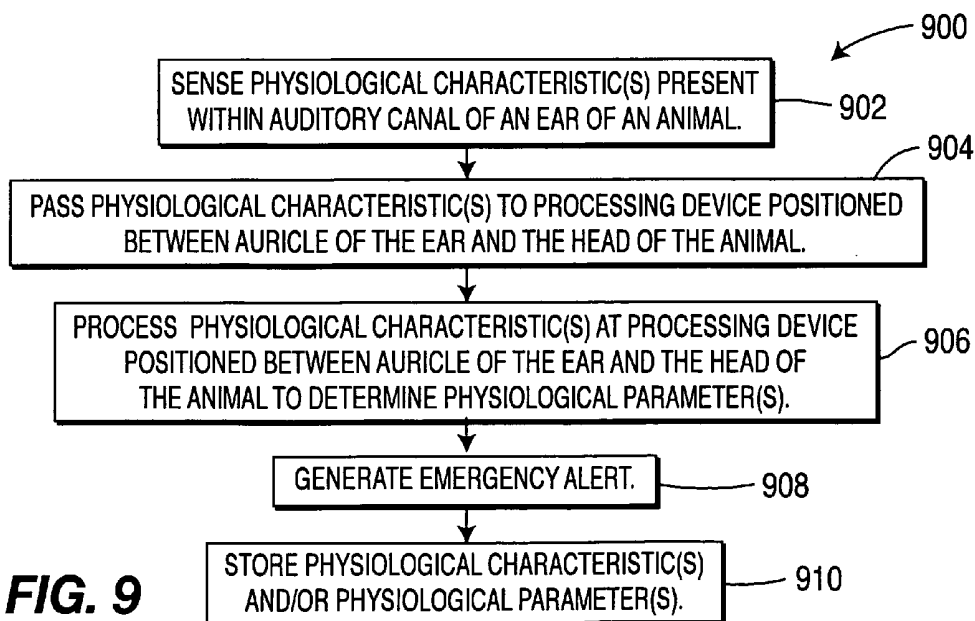 900
SENSE PHYSIOLOGICAL CHARACTERISTIC(S) PRESENT
WITHIN AUDITORY CANAL OF AN EAR OF AN ANIMAL.
902
904
PASS PHYSIOLOGICAL CHARACTERISTIC(S) TO PROCESSING DEVICE POSITIONED
BETWEEN AURICLE OF THE EAR AND THE HEAD OF THE ANIMAL.
PROCESS PHYSIOLOGICAL CHARACTERISTIC(S) AT PROCESSING DEVICE
POSITIONED BETWEEN AURICLE OF THE EAR AND THE HEAD OF
THE ANIMAL TO DETERMINE PHYSIOLOGICAL PARAMETER(S).
906
GENERATE EMERGENCY ALERT.
908
STORE PHYSIOLOGICAL CHARACTERISTIC(S)
AND/OR PHYSIOLOGICAL PARAMETER(S).
910
FIG. 9